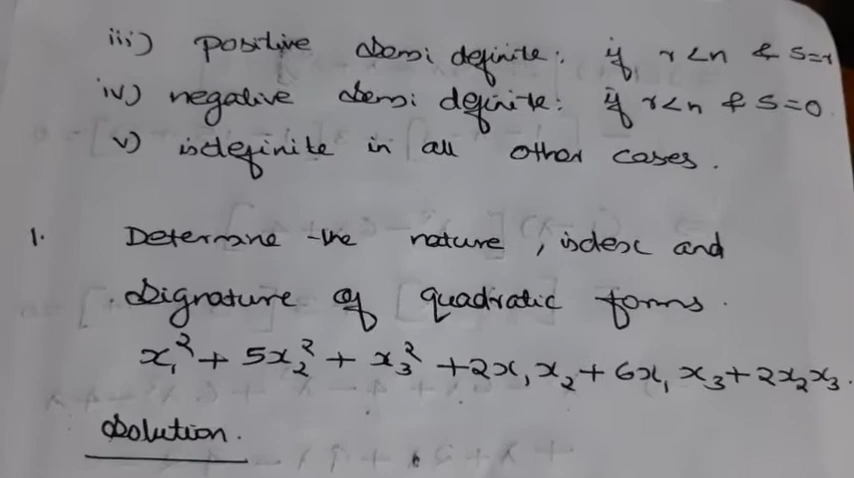 iii) positive semi definite: if r<n & s=r
iv) negative semi definite: if r<n & s=0
v) indefinite in all other cases.
1. Determine the nature, index and
signature of quadratic forms.
x₁² + 5x₂² + x₃² + 2x₁x₂ + 6x₁x₃ + 2x₂x₃.
Solution.